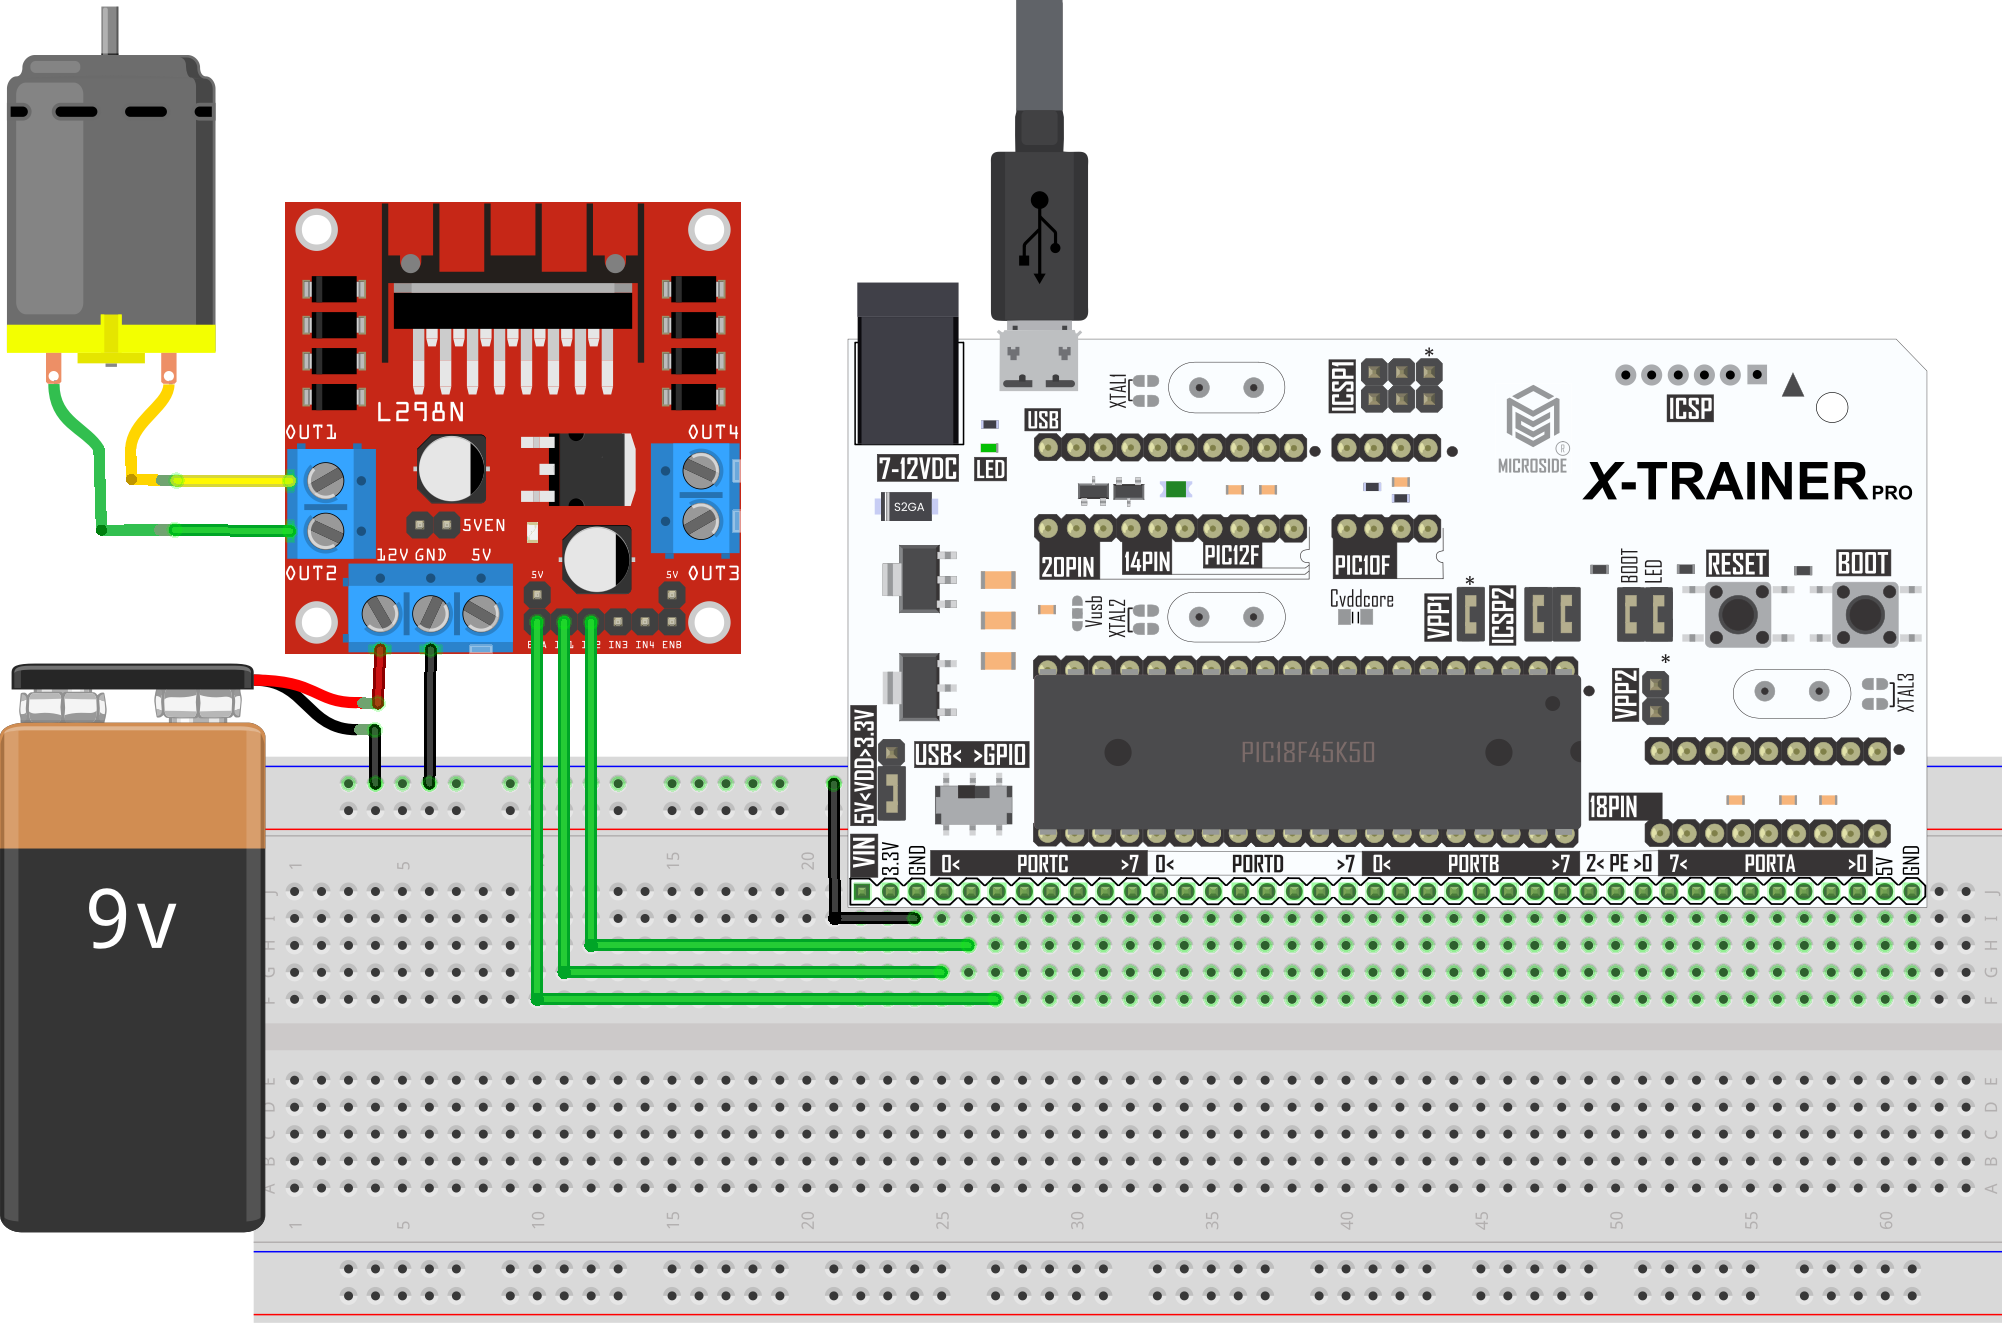 L298N
OUT1
OUT4
5VEN
12V GND 5V
OUT2
OUT3
5V
5V
IN3 IN4 ENB
9v
7-12VDC
LED
S2GA
USB
XTAL1
ICSP1
*
MICROSIDE
®
ICSP
X-TRAINER PRO
20PIN
14PIN
PIC12F
PIC10F
Vusb
XTAL2
Cvddcore
VPP1
*
ICSP2
BOOT
LED
RESET
BOOT
VPP2
*
XTAL3
5V<VDD>3.3V
USB< >GPIO
PIC18F45K50
18PIN
VIN
3.3V
GND
0< PORTC >7
0< PORTD >7
0< PORTB >7
2< PE >0
7< PORTA >0
5V
GND
1 5 15 20
J J
I I
H H
G G
F F
E E
D D
C C
B B
A A
1 5 10 15 20 25 30 35 40 45 50 55 60